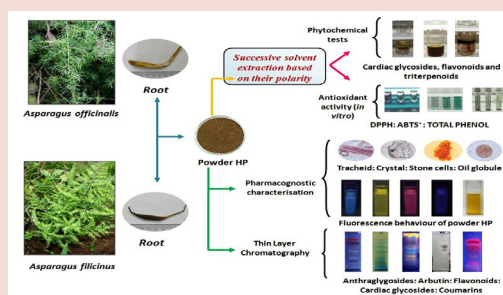 Asparagus officinalis
Root
Powder HP
Asparagus filicinus
Root
Successive solvent
extraction based
on their polarity
Phytochemical
tests
Cardiac glycosides, flavonoids and
triterpenoids
Antioxidant
activity (in
vitro)
DPPH: ABTS⁺: TOTAL PHENOL
Pharmacognostic
characterisation
Tracheid: Crystal: Stone cells: Oil globule
Fluorescence behaviour of powder HP
Thin Layer
Chromatography
Anthraglygosides: Arbutin: Flavonoids:
Cardiac glycosides: Coumarins